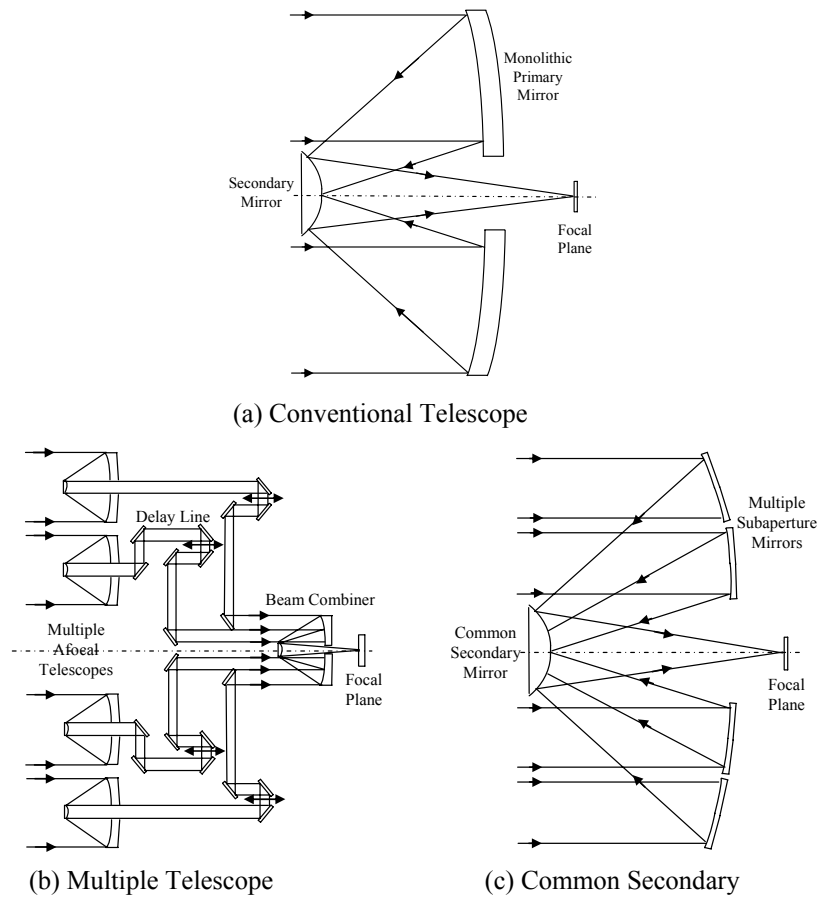 Monolithic
Primary
Mirror
Secondary
Mirror
Focal
Plane
(a) Conventional Telescope
Delay Line
Beam Combiner
Multiple
Afocal
Telescopes
Focal
Plane
(b) Multiple Telescope
Multiple
Subaperture
Mirrors
Common
Secondary
Mirror
Focal
Plane
(c) Common Secondary